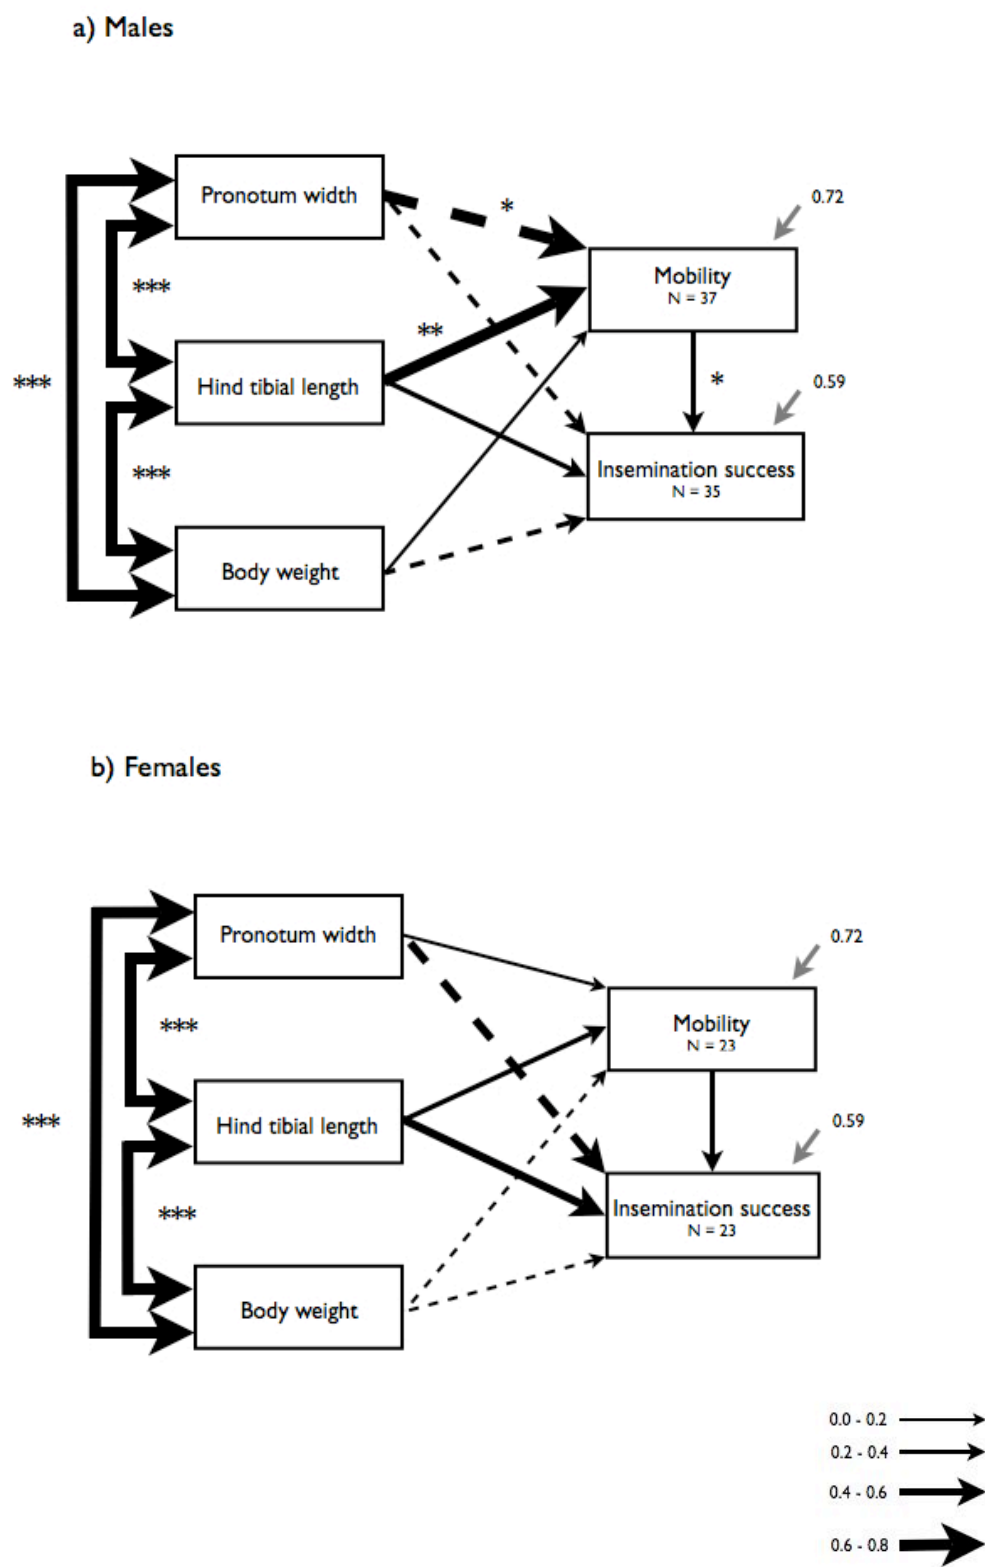 a) Males
0.72
Pronotum width
*
Mobility
N = 37
***
**
***
Hind tibial length
*
0.59
***
Insemination success
N = 35
Body weight
b) Females
Pronotum width
0.72
Mobility
N = 23
***
***
Hind tibial length
0.59
***
Insemination success
N = 23
Body weight
0.0 - 0.2
0.2 - 0.4
0.4 - 0.6
0.6 - 0.8